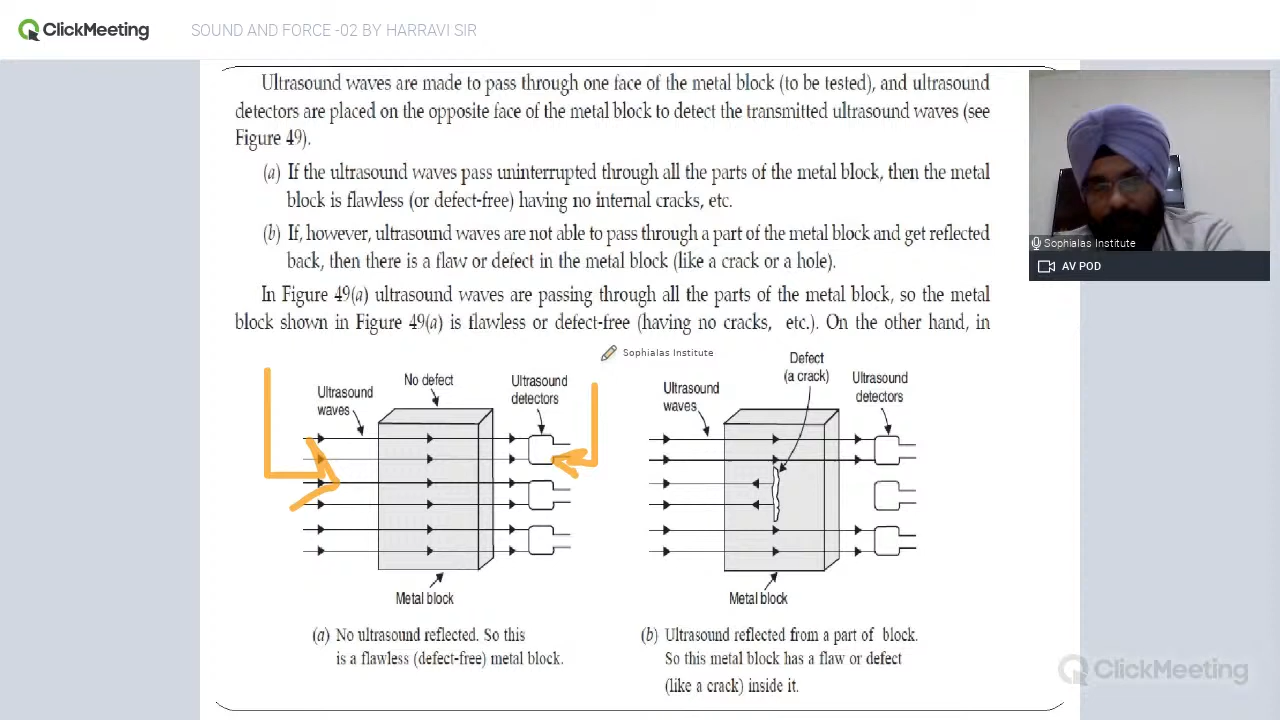 ClickMeeting
SOUND AND FORCE -02 BY HARRAVI SIR
Ultrasound waves are made to pass through one face of the metal block (to be tested), and ultrasound
detectors are placed on the opposite face of the metal block to detect the transmitted ultrasound waves (see
Figure 49).
(a) If the ultrasound waves pass uninterrupted through all the parts of the metal block, then the metal
block is flawless (or defect-free) having no internal cracks, etc.
(b) If, however, ultrasound waves are not able to pass through a part of the metal block and get reflected
back, then there is a flaw or defect in the metal block (like a crack or a hole).
In Figure 49(a) ultrasound waves are passing through all the parts of the metal block, so the metal
block shown in Figure 49(a) is flawless or defect-free (having no cracks, etc.). On the other hand, in
Sophialas Institute
AV POD
Sophialas Institute
Ultrasound
waves
No defect
Ultrasound
detectors
Metal block
(a) No ultrasound reflected. So this
is a flawless (defect-free) metal block.
Ultrasound
waves
Defect
(a crack)
Ultrasound
detectors
Metal block
(b) Ultrasound reflected from a part of block.
So this metal block has a flaw or defect
(like a crack) inside it.
ClickMeeting